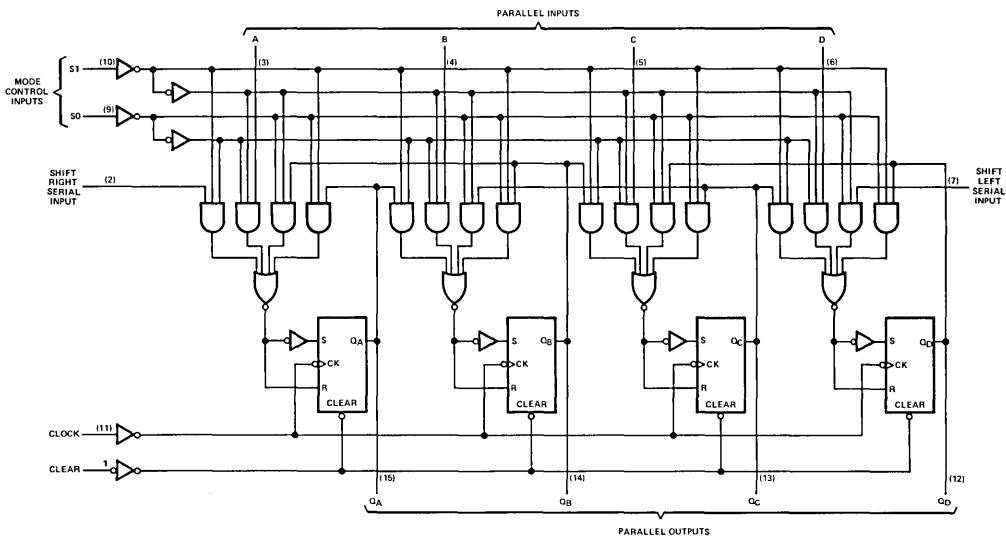 PARALLEL INPUTS
A B C D
(3) (4) (5) (6)
S1 (10)
MODE
CONTROL
INPUTS
S0 (9)
SHIFT
RIGHT
SERIAL
INPUT
(2)
(7)
SHIFT
LEFT
SERIAL
INPUT
S QA
CK
R
CLEAR
S QB
CK
R
CLEAR
S QC
CK
R
CLEAR
S QD
CK
R
CLEAR
CLOCK (11)
CLEAR 1
(15) (14) (13) (12)
QA QB QC QD
PARALLEL OUTPUTS